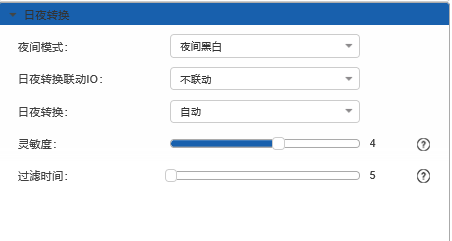 日夜转换
夜间模式: 夜间黑白
日夜转换联动IO: 不联动
日夜转换: 自动
灵敏度: 4 ?
过滤时间: 5 ?